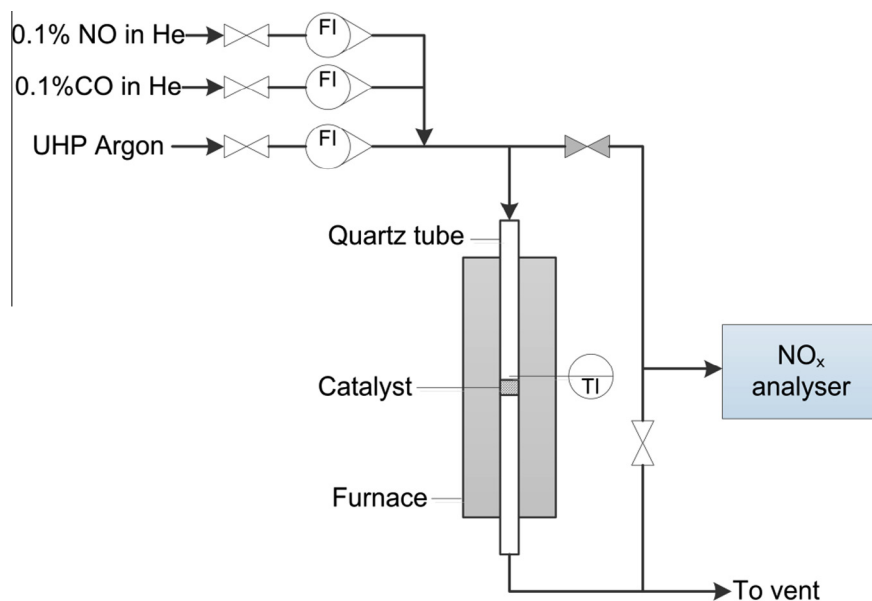 0.1% NO in He
FI
0.1%CO in He
FI
UHP Argon
FI
Quartz tube
Catalyst
TI
NOₓ
analyser
Furnace
To vent